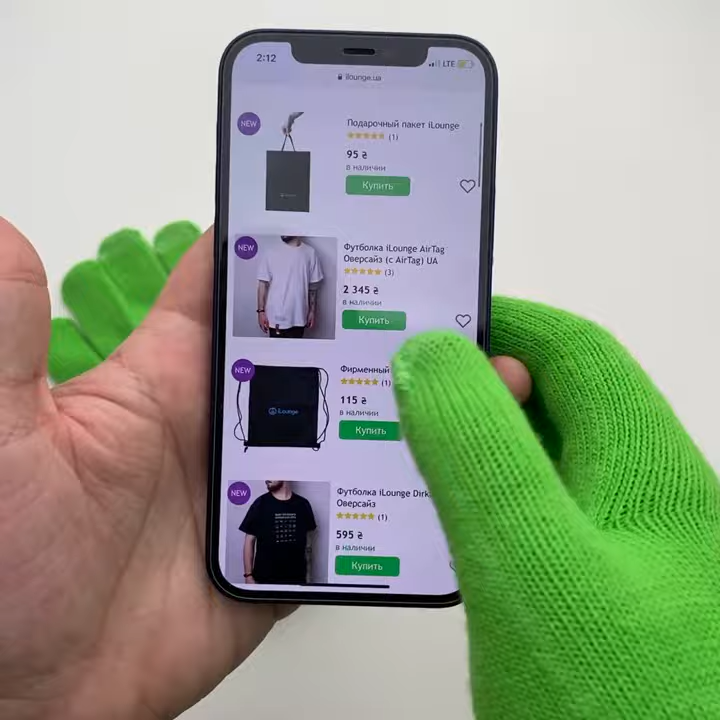 2:12
LTE
ilounge.ua
NEW
Подарочный пакет iLounge
(1)
95 ₴
в наличии
Купить
NEW
Футболка iLounge AirTag
Оверсайз (с AirTag) UA
(3)
2 345 ₴
в наличии
Купить
NEW
iLounge
Фирменный
(1)
115 ₴
в наличии
Купить
NEW
Футболка iLounge Dirk
Оверсайз
(1)
595 ₴
в наличии
Купить